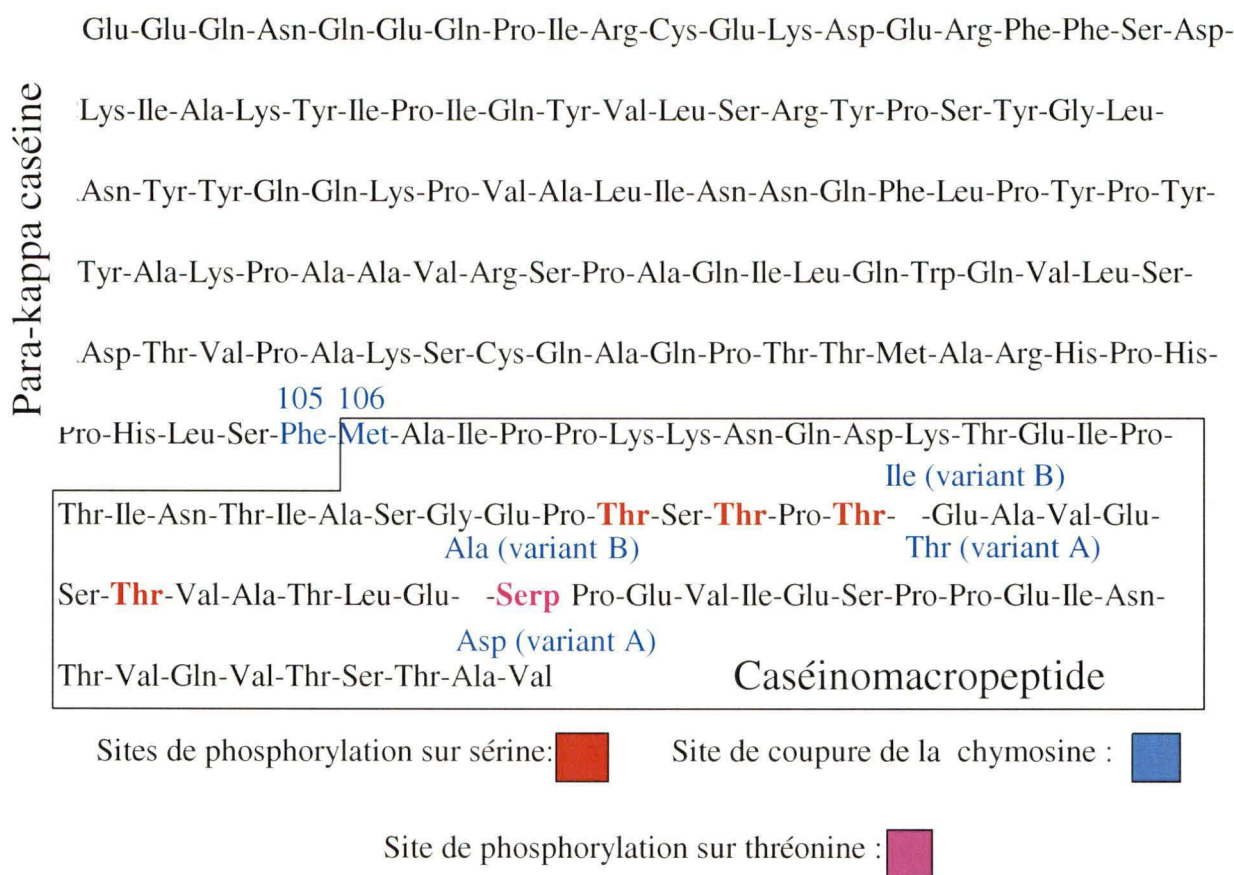 Para-kappa caséine
Glu-Glu-Gln-Asn-Gln-Glu-Gln-Pro-Ile-Arg-Cys-Glu-Lys-Asp-Glu-Arg-Phe-Phe-Ser-Asp-
Lys-Ile-Ala-Lys-Tyr-Ile-Pro-Ile-Gln-Tyr-Val-Leu-Ser-Arg-Tyr-Pro-Ser-Tyr-Gly-Leu-
Asn-Tyr-Tyr-Gln-Gln-Lys-Pro-Val-Ala-Leu-Ile-Asn-Asn-Gln-Phe-Leu-Pro-Tyr-Pro-Tyr-
Tyr-Ala-Lys-Pro-Ala-Ala-Val-Arg-Ser-Pro-Ala-Gln-Ile-Leu-Gln-Trp-Gln-Val-Leu-Ser-
Asp-Thr-Val-Pro-Ala-Lys-Ser-Cys-Gln-Ala-Gln-Pro-Thr-Thr-Met-Ala-Arg-His-Pro-His-
105 106
Pro-His-Leu-Ser-Phe-Met-Ala-Ile-Pro-Pro-Lys-Lys-Asn-Gln-Asp-Lys-Thr-Glu-Ile-Pro-
Ile (variant B)
Thr-Ile-Asn-Thr-Ile-Ala-Ser-Gly-Glu-Pro-Thr-Ser-Thr-Pro-Thr- -Glu-Ala-Val-Glu-
Ala (variant B) Thr (variant A)
Ser-Thr-Val-Ala-Thr-Leu-Glu- -Serp Pro-Glu-Val-Ile-Glu-Ser-Pro-Pro-Glu-Ile-Asn-
Asp (variant A)
Thr-Val-Gln-Val-Thr-Ser-Thr-Ala-Val Caséinomacropeptide
Sites de phosphorylation sur sérine: Site de coupure de la chymosine :
Site de phosphorylation sur thréonine :